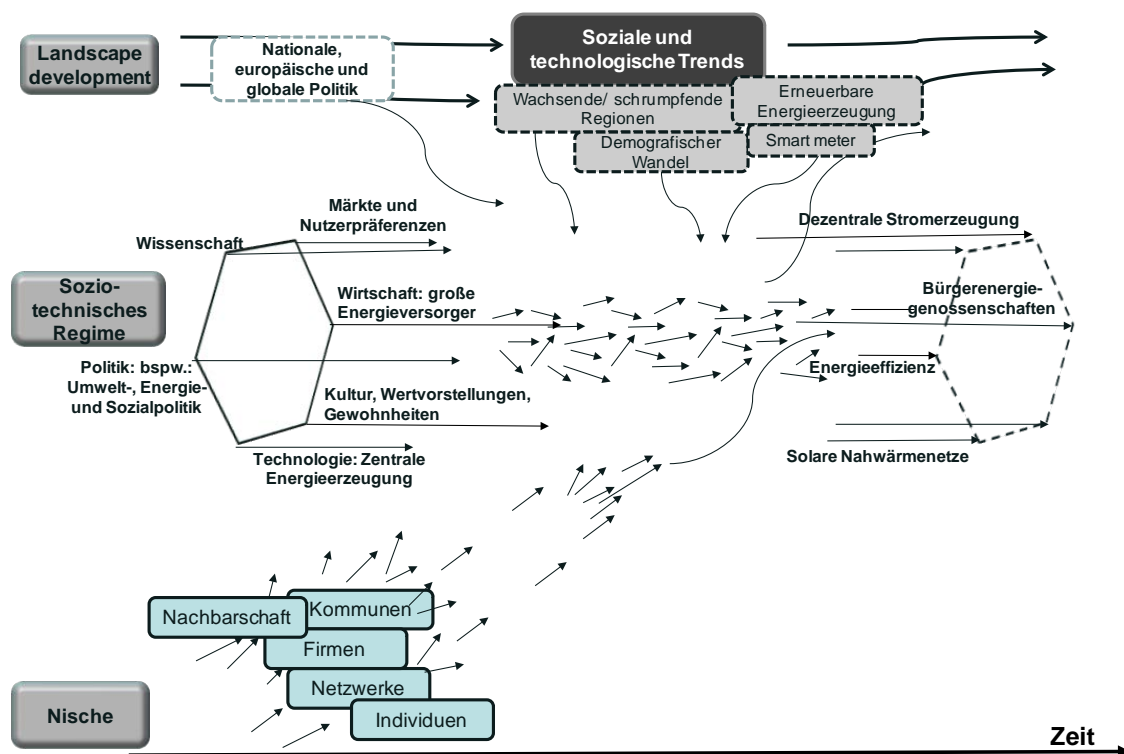 Landscape
development
Nationale,
europäische und
globale Politik
Soziale und
technologische Trends
Wachsende/ schrumpfende
Regionen
Erneuerbare
Energieerzeugung
Demografischer
Wandel
Smart meter
Sozio-
technisches
Regime
Märkte und
Nutzerpräferenzen
Wissenschaft
Wirtschaft: große
Energieversorger
Politik: bspw.:
Umwelt-, Energie-
und Sozialpolitik
Kultur, Wertvorstellungen,
Gewohnheiten
Technologie: Zentrale
Energieerzeugung
Dezentrale Stromerzeugung
Bürgerenergie-
genossenschaften
Energieeffizienz
Solare Nahwärmenetze
Nische
Nachbarschaft
Kommunen
Firmen
Netzwerke
Individuen
Zeit